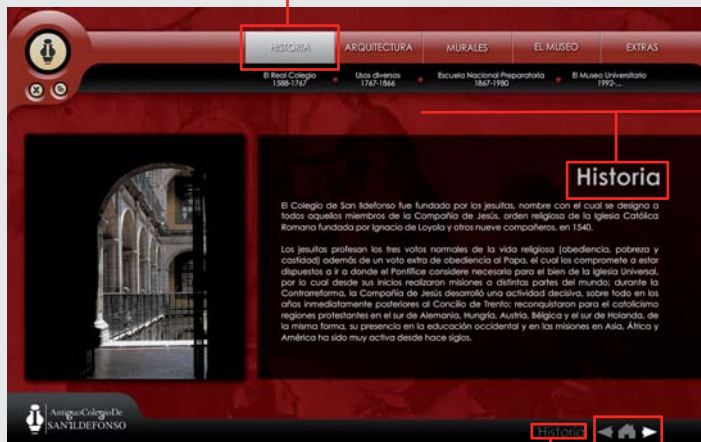 HISTORIA ARQUITECTURA MURALES EL MUSEO EXTRAS
El Real Colegio Usos diversos Escuela Nacional Preparatoria El Museo Universitario
1588-1767 1767-1866 1867-1980 1992-...
Historia
El Colegio de San Ildefonso fue fundado por los jesuitas, nombre con el cual se designa a
todos aquellos miembros de la Compañía de Jesús, orden religiosa de la Iglesia Católica
Romana fundada por Ignacio de Loyola y otros nueve compañeros, en 1540.
Los jesuitas profesan los tres votos normales de la vida religiosa (obediencia, pobreza y
castidad) además de un voto extra de obediencia al Papa, el cual los compromete a estar
dispuestos a ir a donde el Pontífice considere necesario para el bien de la Iglesia Universal,
por lo cual desde sus inicios realizaron misiones a distintas partes del mundo; durante la
Contrarreforma, la Compañía de Jesús desarrolló una actividad decisiva, sobre todo en los
años inmediatamente posteriores al Concilio de Trento; reconquistaron para el catolicismo
regiones protestantes en el sur de Alemania, Hungría, Austria, Bélgica y el sur de Holanda, de
la misma forma, su presencia en la educación occidental y en las misiones en Asia, África y
América ha sido muy activa desde hace siglos.
AntiguoColegioDe
SANILDEFONSO
Historia